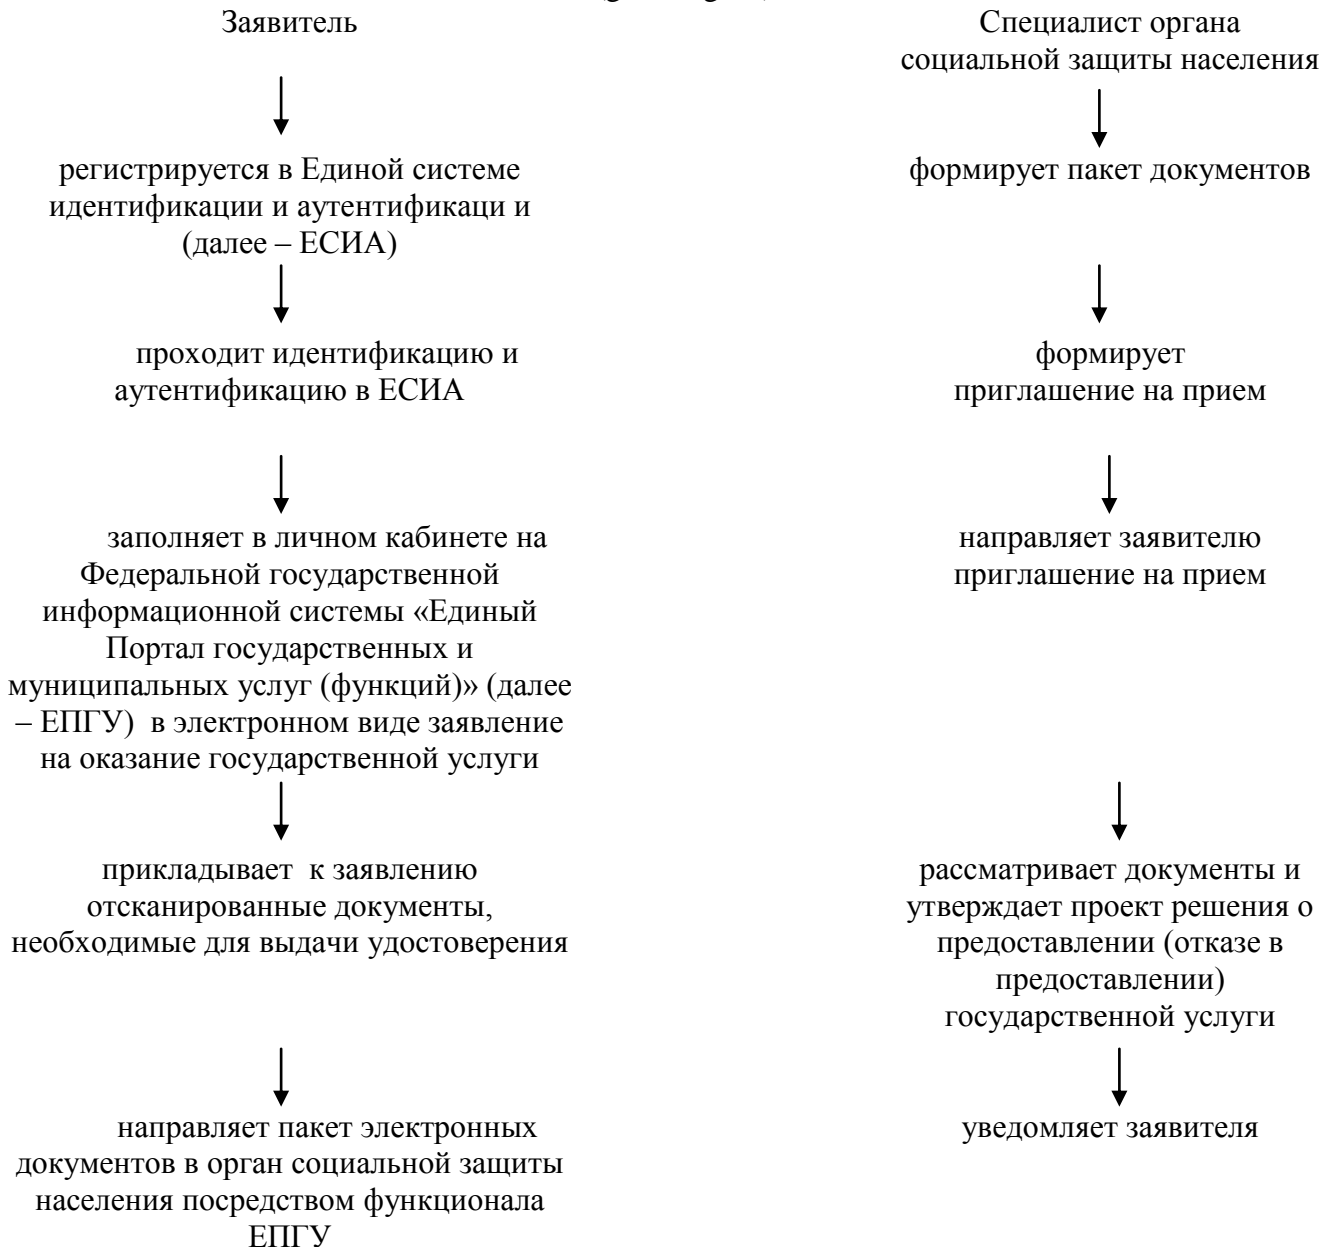 Заявитель
регистрируется в Единой системе
идентификации и аутентификаци и
(далее – ЕСИА)
проходит идентификацию и
аутентификацию в ЕСИА
заполняет в личном кабинете на
Федеральной государственной
информационной системы «Единый
Портал государственных и
муниципальных услуг (функций)» (далее
– ЕПГУ)  в электронном виде заявление
на оказание государственной услуги
прикладывает  к заявлению
отсканированные документы,
необходимые для выдачи удостоверения
направляет пакет электронных
документов в орган социальной защиты
населения посредством функционала
ЕПГУ
Специалист органа
социальной защиты населения
формирует пакет документов
формирует
приглашение на прием
направляет заявителю
приглашение на прием
рассматривает документы и
утверждает проект решения о
предоставлении (отказе в
предоставлении)
государственной услуги
уведомляет заявителя